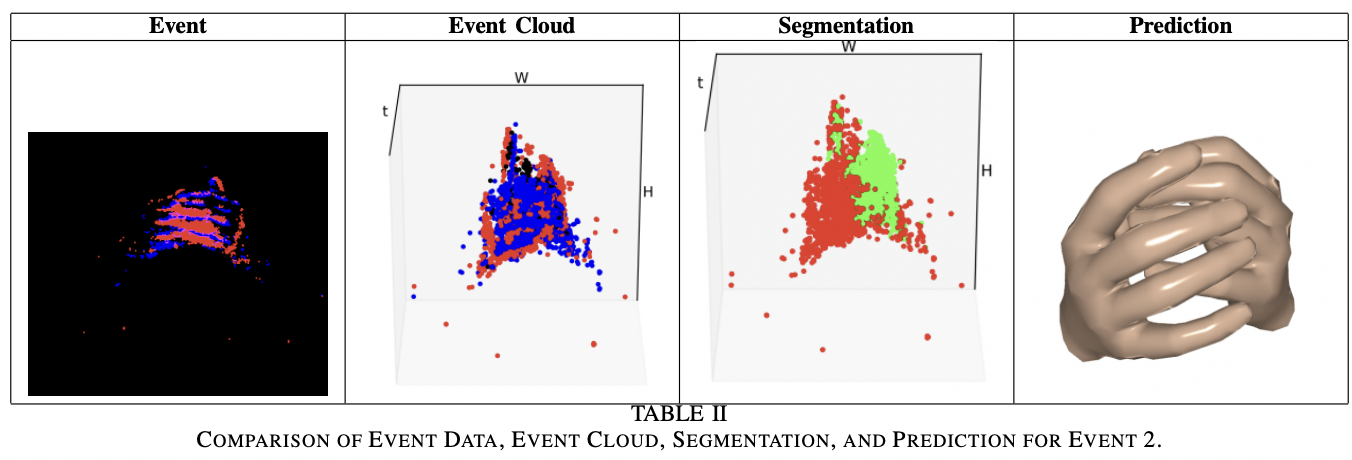 Event Event Cloud Segmentation Prediction
W
t
H
W
t
H
TABLE II
COMPARISON OF EVENT DATA, EVENT CLOUD, SEGMENTATION, AND PREDICTION FOR EVENT 2.